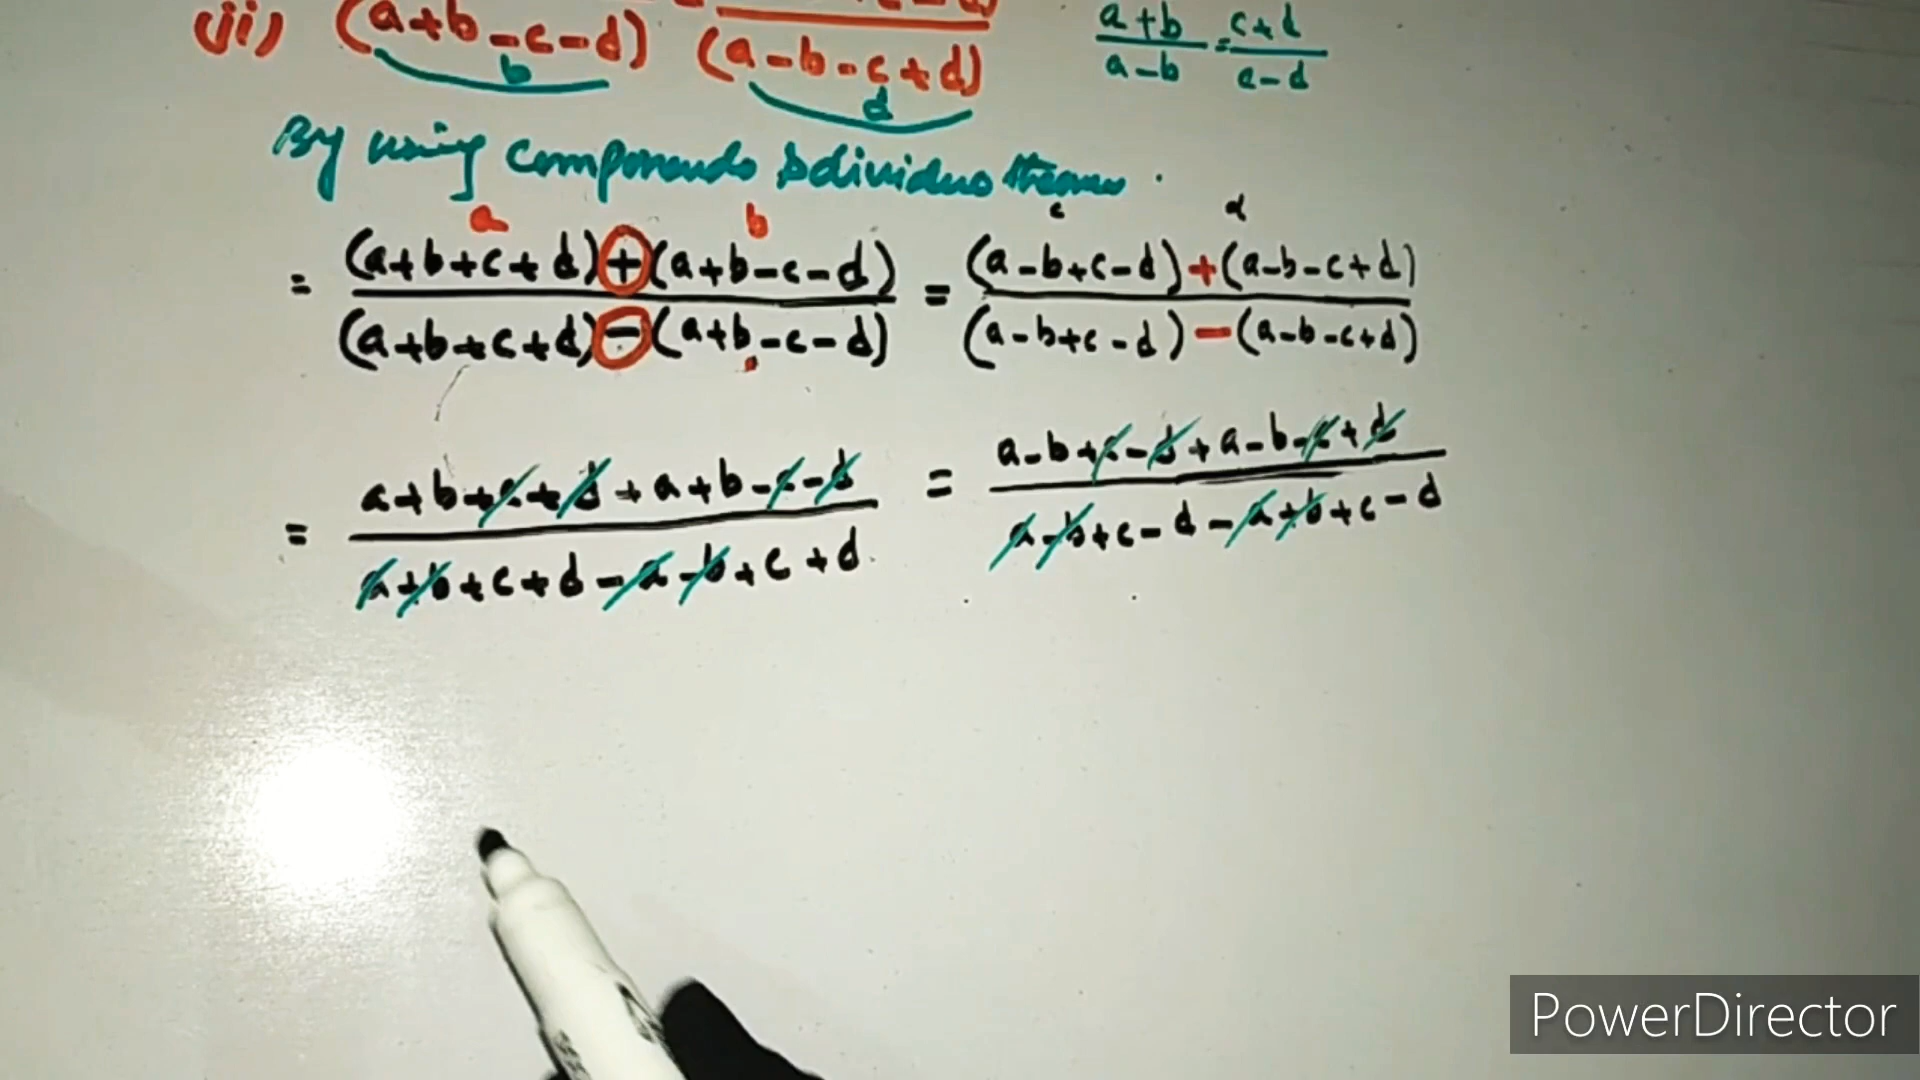 (ii) (a+b-c-d) (a-b-c+d) a+b/a-b = c+d/c-d
b d
By using componendo & dividendo theorem.
a b c d
= (a+b+c+d)+(a+b-c-d)/(a+b+c+d)-(a+b-c-d) = (a-b+c-d)+(a-b-c+d)/(a-b+c-d)-(a-b-c+d)
= a+b+c+d+a+b-c-d/a+b+c+d-a-b+c+d = a-b+c-d+a-b-c+d/a-b+c-d-a+b+c-d
PowerDirector